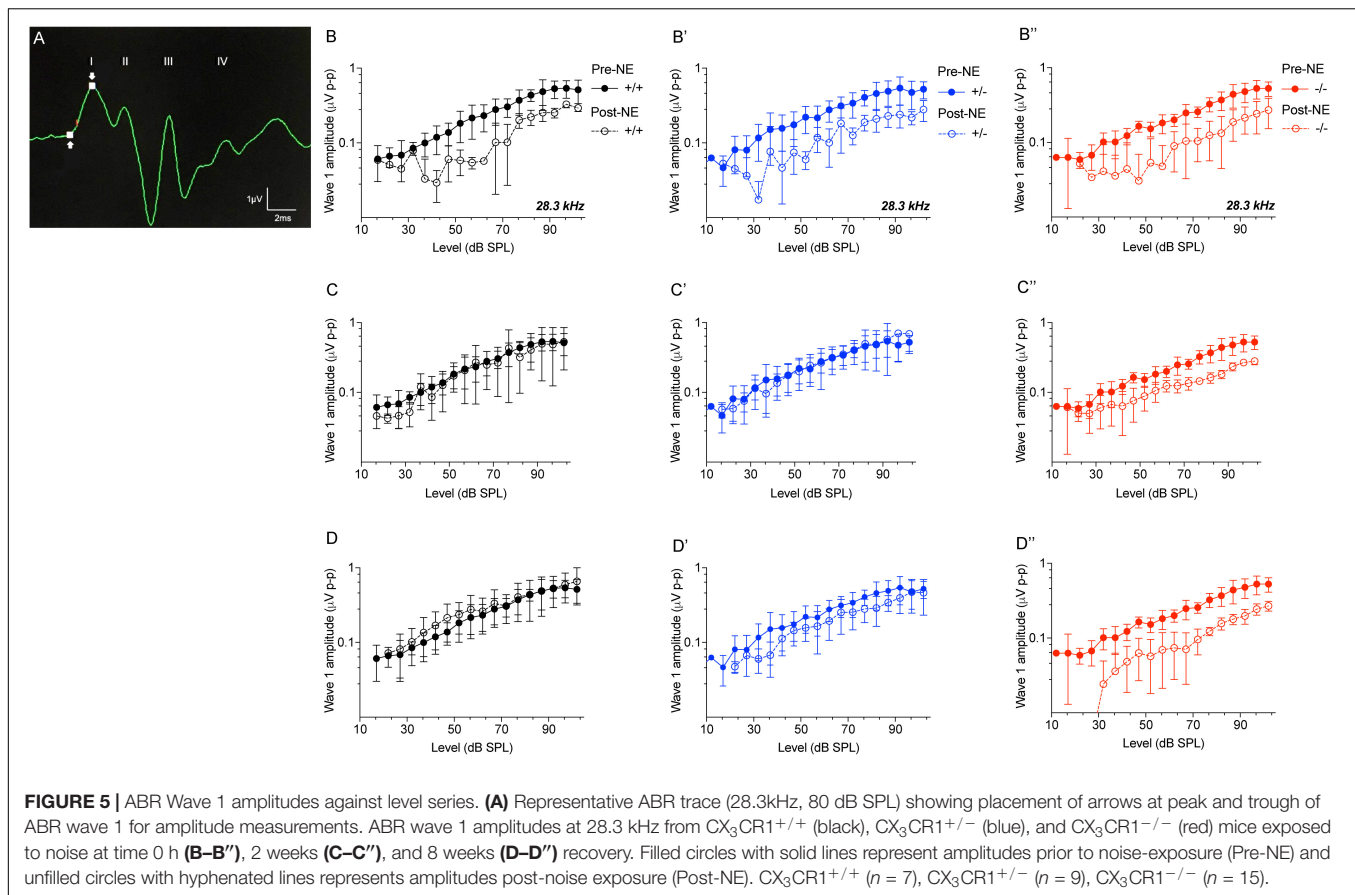 A
I II III IV
1µV
2ms
B
Wave 1 amplitude (µV p-p)
1
0.1
10 30 50 70 90
Level (dB SPL)
Pre-NE
+/+
Post-NE
+/+
B'
Wave 1 amplitude (µV p-p)
1
0.1
10 30 50 70 90
Level (dB SPL)
28.3 kHz
Pre-NE
+/-
Post-NE
+/-
B''
Wave 1 amplitude (µV p-p)
1
0.1
10 30 50 70 90
Level (dB SPL)
28.3 kHz
Pre-NE
-/-
Post-NE
-/-
C
Wave 1 amplitude (µV p-p)
1
0.1
10 30 50 70 90
Level (dB SPL)
C'
Wave 1 amplitude (µV p-p)
1
0.1
10 30 50 70 90
Level (dB SPL)
C''
Wave 1 amplitude (µV p-p)
1
0.1
10 30 50 70 90
Level (dB SPL)
D
Wave 1 amplitude (µV p-p)
1
0.1
10 30 50 70 90
Level (dB SPL)
D'
Wave 1 amplitude (µV p-p)
1
0.1
10 30 50 70 90
Level (dB SPL)
D''
Wave 1 amplitude (µV p-p)
1
0.1
10 30 50 70 90
Level (dB SPL)
FIGURE 5 | ABR Wave 1 amplitudes against level series. (A) Representative ABR trace (28.3kHz, 80 dB SPL) showing placement of arrows at peak and trough of
ABR wave 1 for amplitude measurements. ABR wave 1 amplitudes at 28.3 kHz from CX₃CR1⁺/⁺ (black), CX₃CR1⁺/⁻ (blue), and CX₃CR1⁻/⁻ (red) mice exposed
to noise at time 0 h (B–B″), 2 weeks (C–C″), and 8 weeks (D–D″) recovery. Filled circles with solid lines represent amplitudes prior to noise-exposure (Pre-NE) and
unfilled circles with hyphenated lines represents amplitudes post-noise exposure (Post-NE). CX₃CR1⁺/⁺ (n = 7), CX₃CR1⁺/⁻ (n = 9), CX₃CR1⁻/⁻ (n = 15).